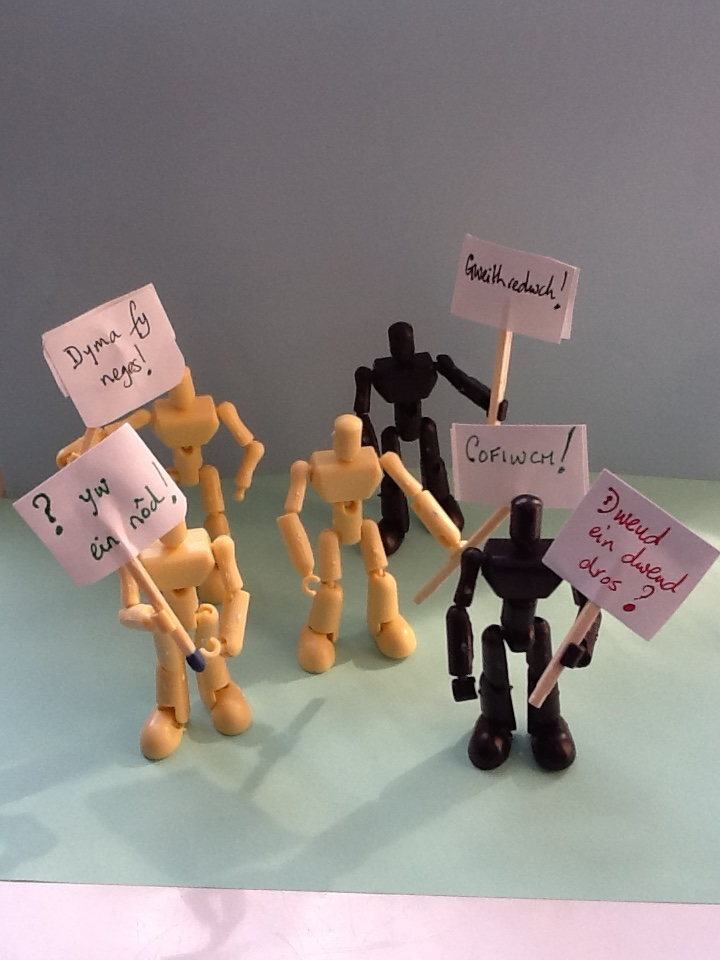 Gweithredwch!
Dyma fy
neges!
Cofiwch!
? yw
ein nôd!
Dweud
ein dweud
dros?